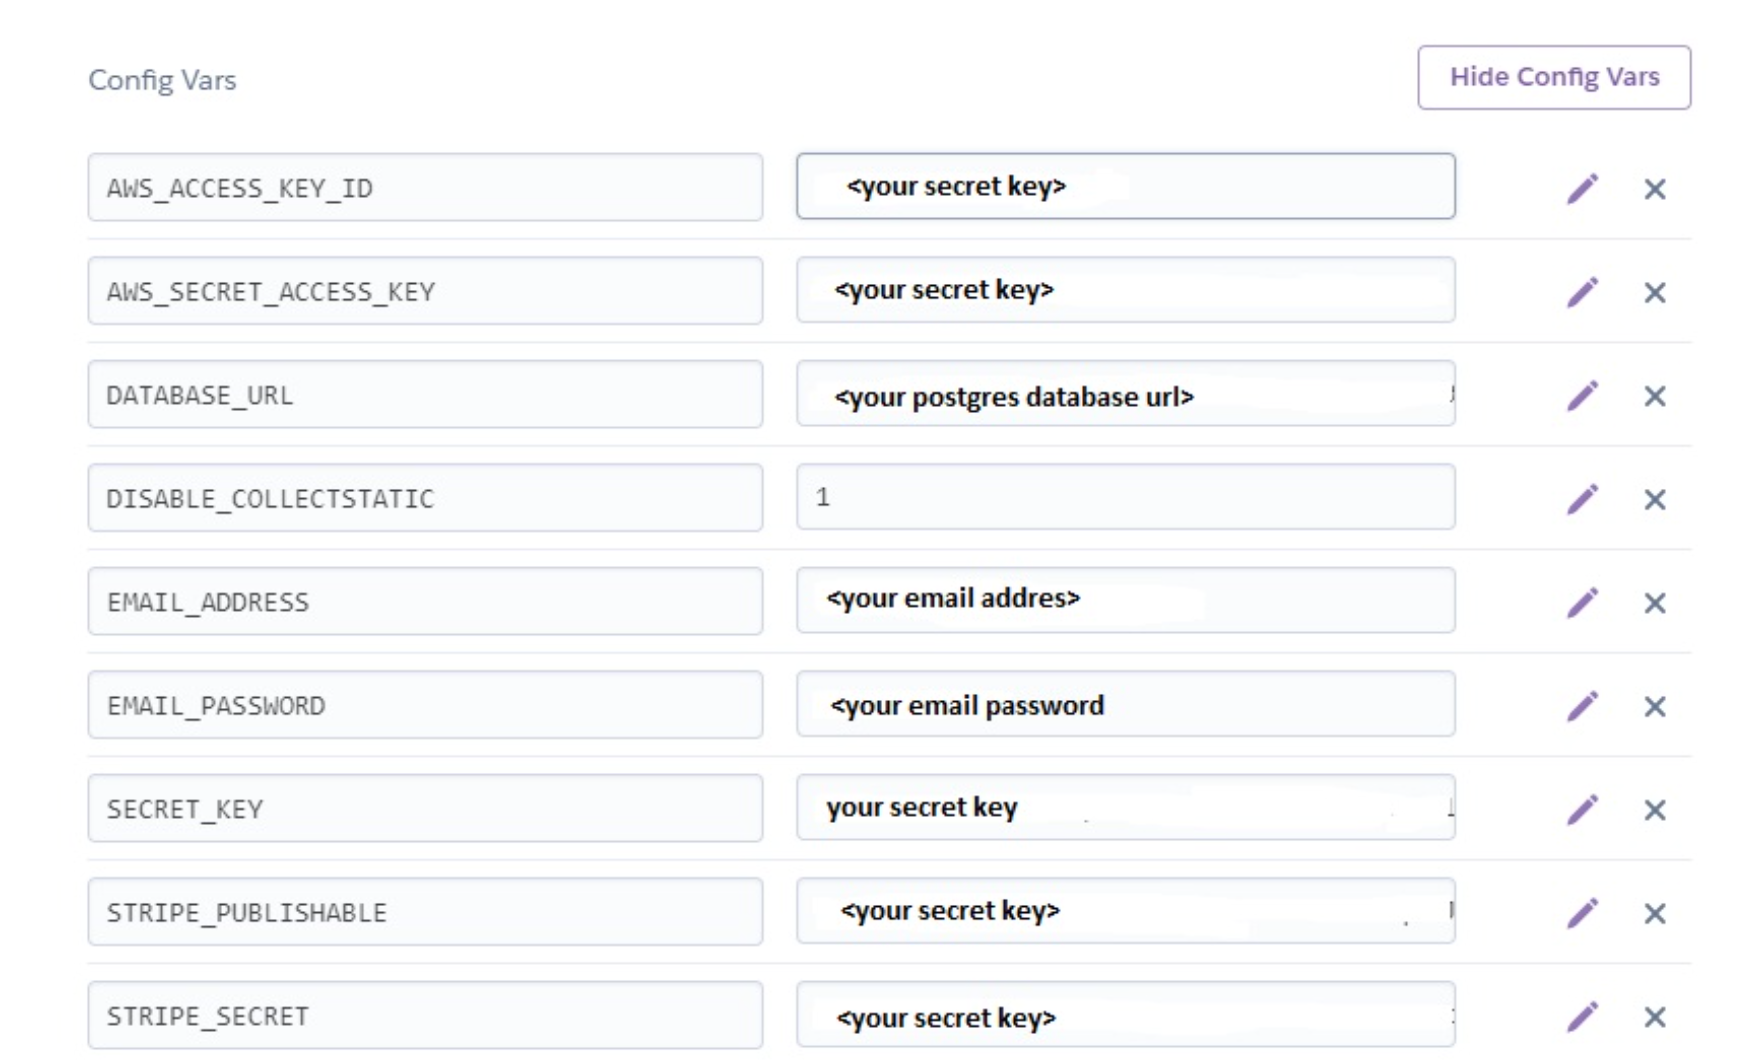 Config Vars
Hide Config Vars
AWS_ACCESS_KEY_ID
<your secret key>
AWS_SECRET_ACCESS_KEY
<your secret key>
DATABASE_URL
<your postgres database url>
DISABLE_COLLECTSTATIC
1
EMAIL_ADDRESS
<your email addres>
EMAIL_PASSWORD
<your email password
SECRET_KEY
your secret key
STRIPE_PUBLISHABLE
<your secret key>
STRIPE_SECRET
<your secret key>